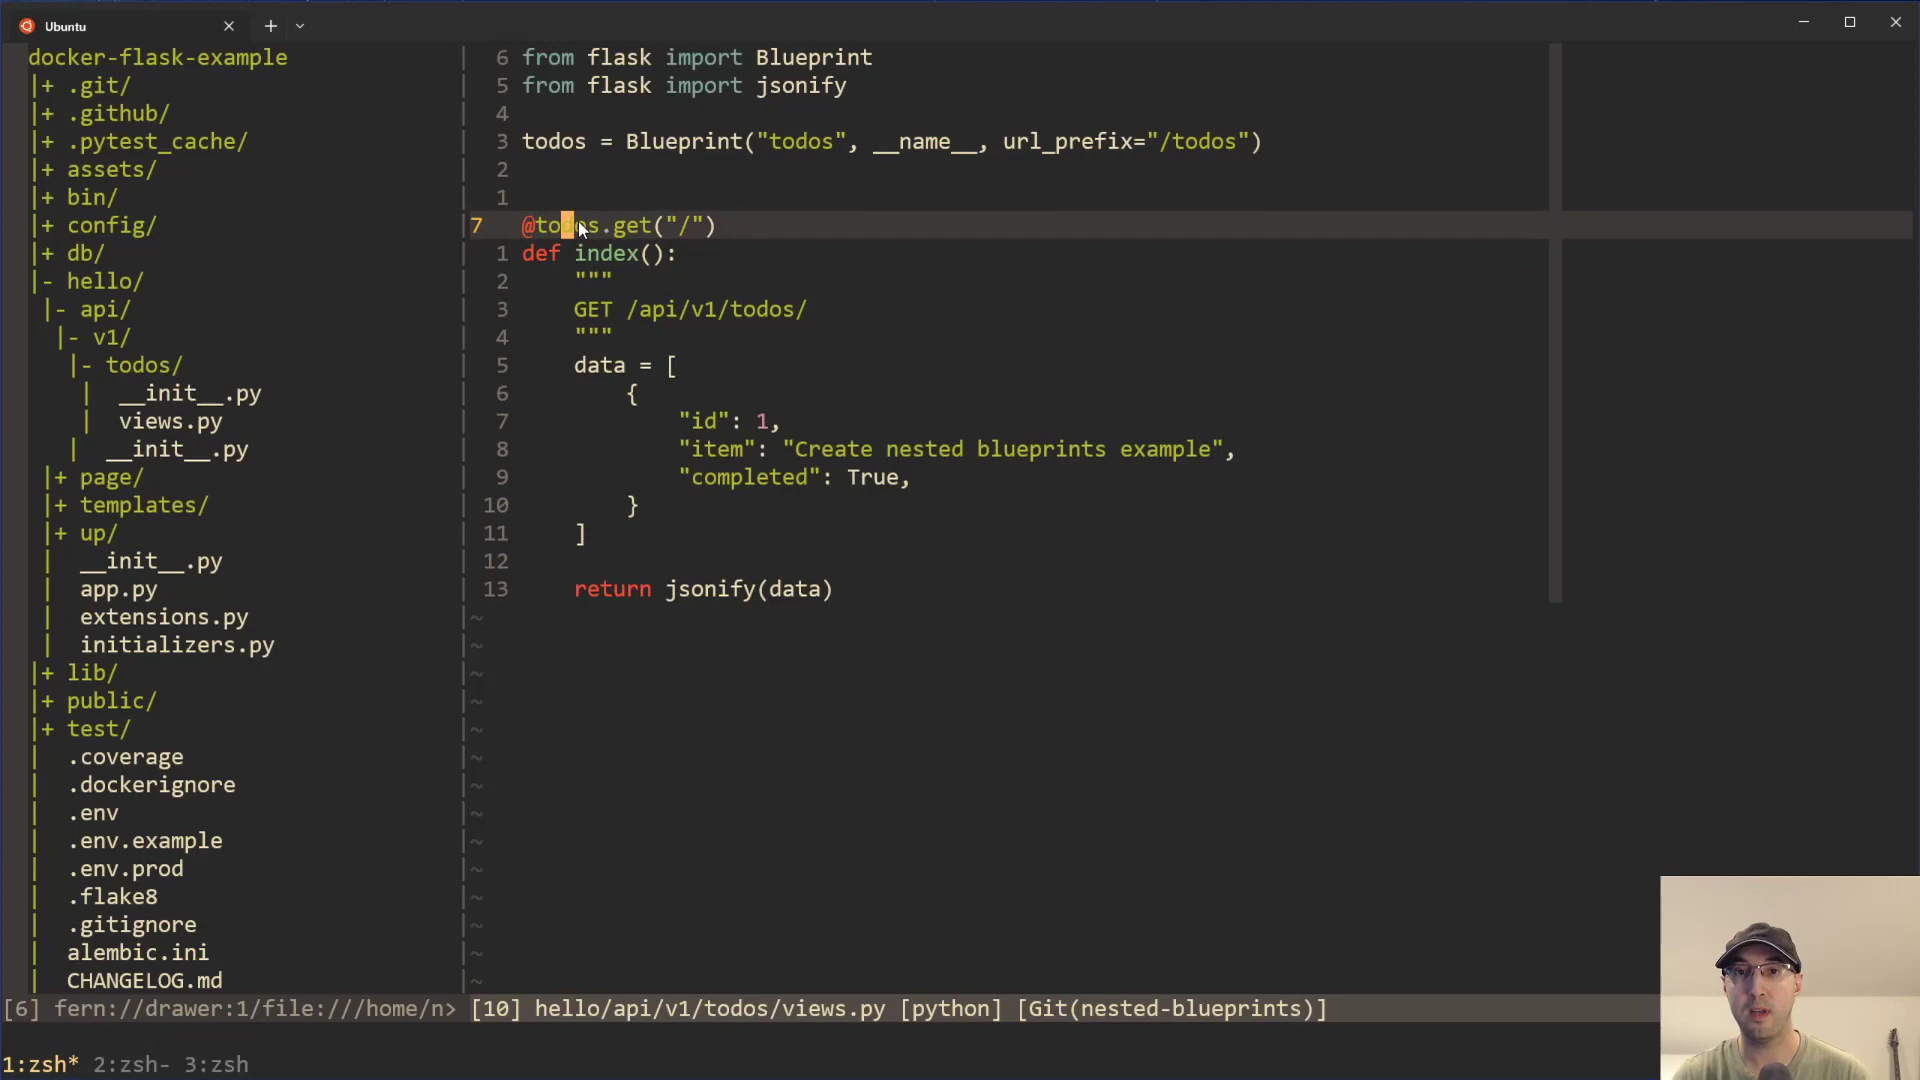 Ubuntu
docker-flask-example
|+ .git/
|+ .github/
|+ .pytest_cache/
|+ assets/
|+ bin/
|+ config/
|+ db/
|- hello/
|- api/
|- v1/
|- todos/
| __init__.py
| views.py
| __init__.py
|+ page/
|+ templates/
|+ up/
| __init__.py
| app.py
| extensions.py
| initializers.py
|+ lib/
|+ public/
|+ test/
| .coverage
| .dockerignore
| .env
| .env.example
| .env.prod
| .flake8
| .gitignore
| alembic.ini
| CHANGELOG.md
6 from flask import Blueprint
5 from flask import jsonify
4
3 todos = Blueprint("todos", __name__, url_prefix="/todos")
2
1
7 @todos.get("/")
1 def index():
2 """
3 GET /api/v1/todos/
4 """
5 data = [
6 {
7 "id": 1,
8 "item": "Create nested blueprints example",
9 "completed": True,
10 }
11 ]
12
13 return jsonify(data)
~
~
~
~
~
~
~
~
~
~
~
~
~
~
[6] fern://drawer:1/file:///home/n> [10] hello/api/v1/todos/views.py [python] [Git(nested-blueprints)]
1:zsh* 2:zsh- 3:zsh